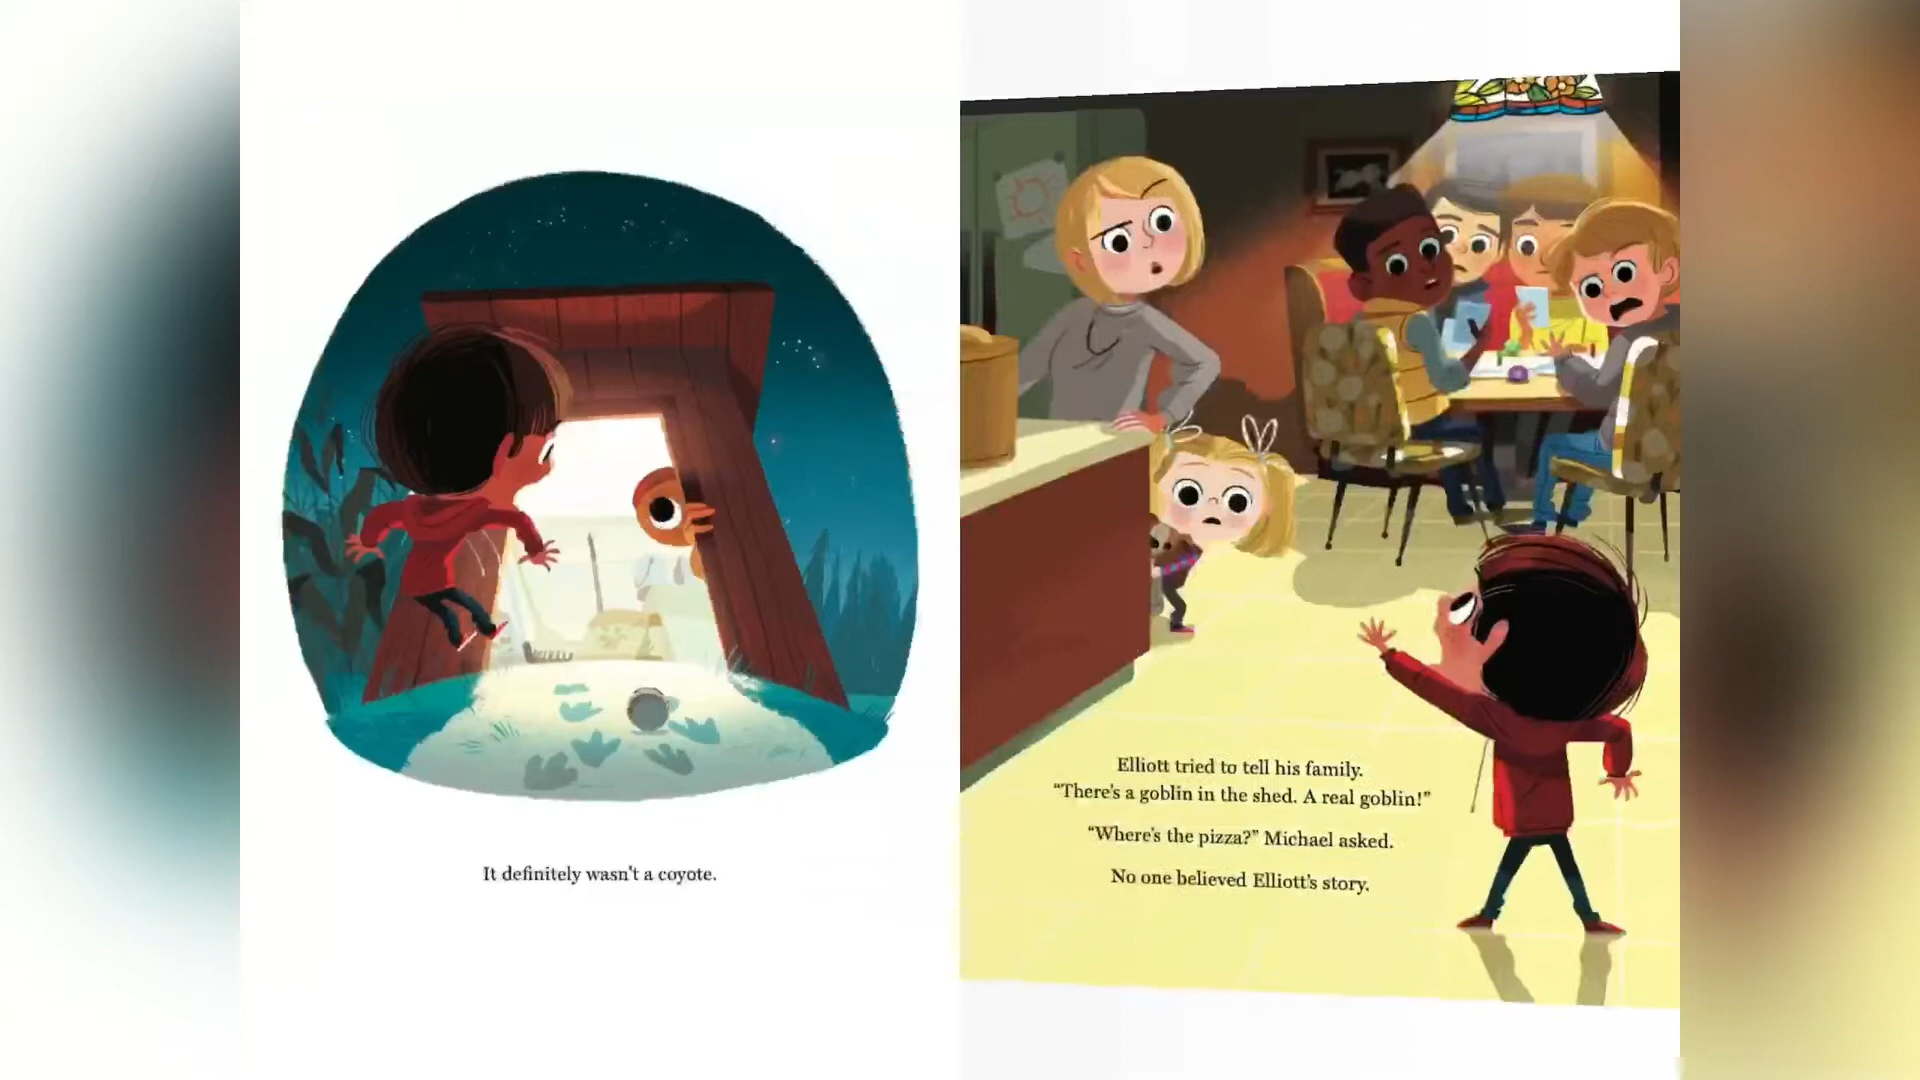 It definitely wasn't a coyote.
Elliott tried to tell his family.
“There's a goblin in the shed. A real goblin!”
“Where's the pizza?” Michael asked.
No one believed Elliott's story.